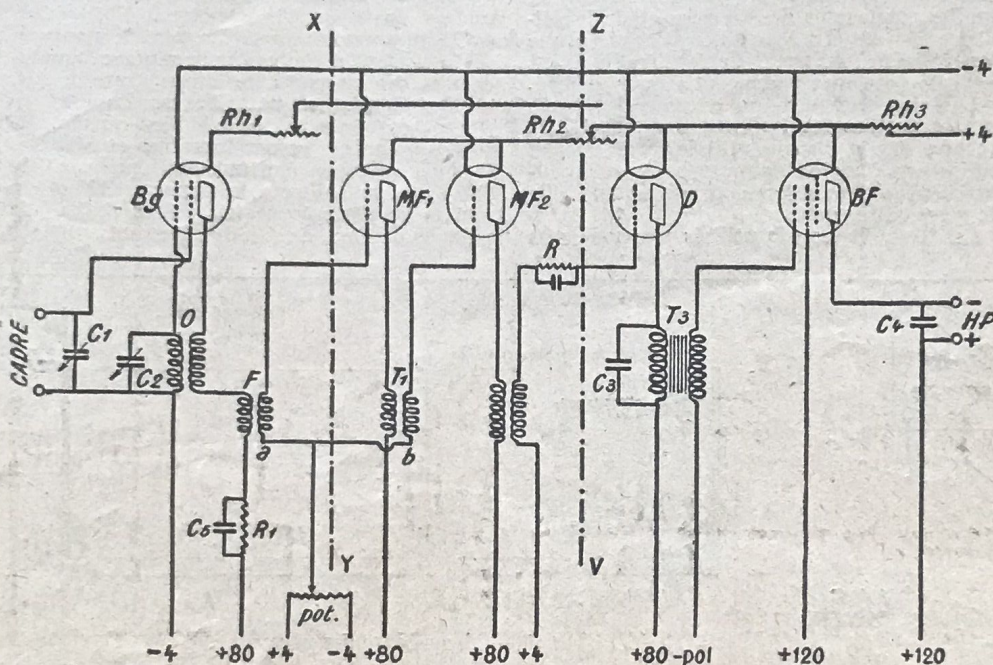 X
Z
-4
Rh1
Rh2
Rh3
+4
Bg
MF1
MF2
D
BF
R
CADRE
C1
C2
O
T3
C3
C4
-
HP
+
F
T1
a
b
C5
R1
Y
V
pot.
-4 +80 +4 -4 +80 +80 +4 +80 -pol +120 +120